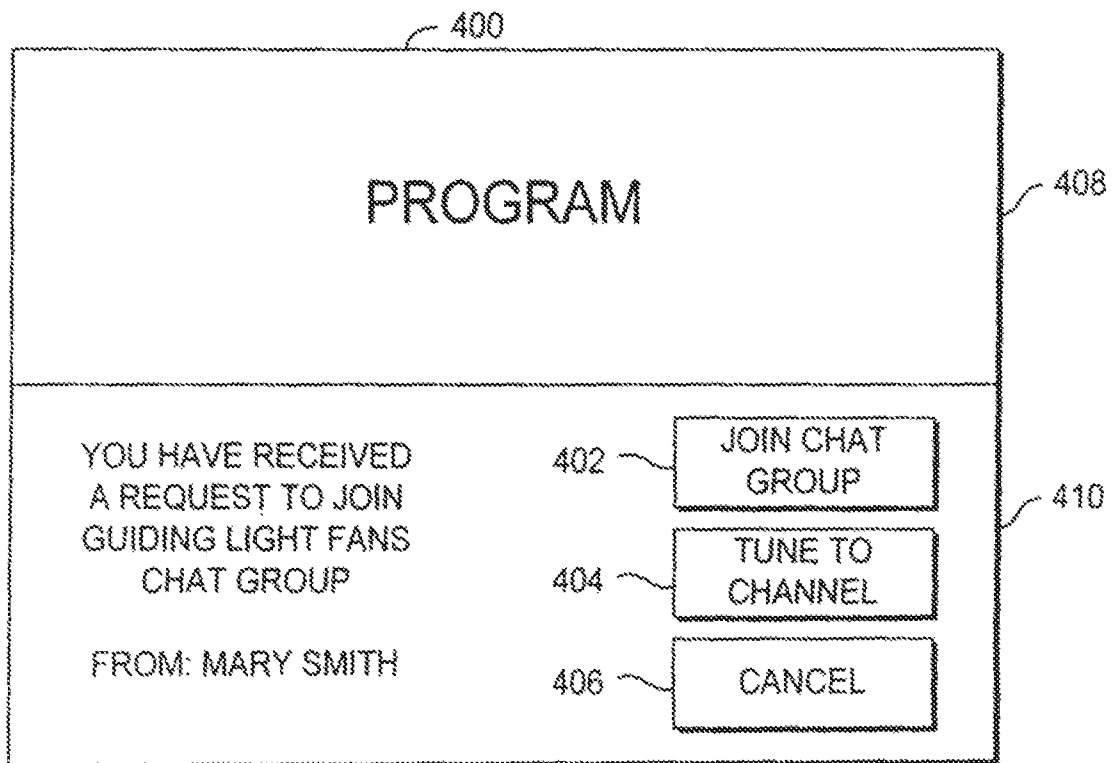 400
PROGRAM
408
YOU HAVE RECEIVED
A REQUEST TO JOIN
GUIDING LIGHT FANS
CHAT GROUP
FROM: MARY SMITH
402
JOIN CHAT
GROUP
410
404
TUNE TO
CHANNEL
406
CANCEL